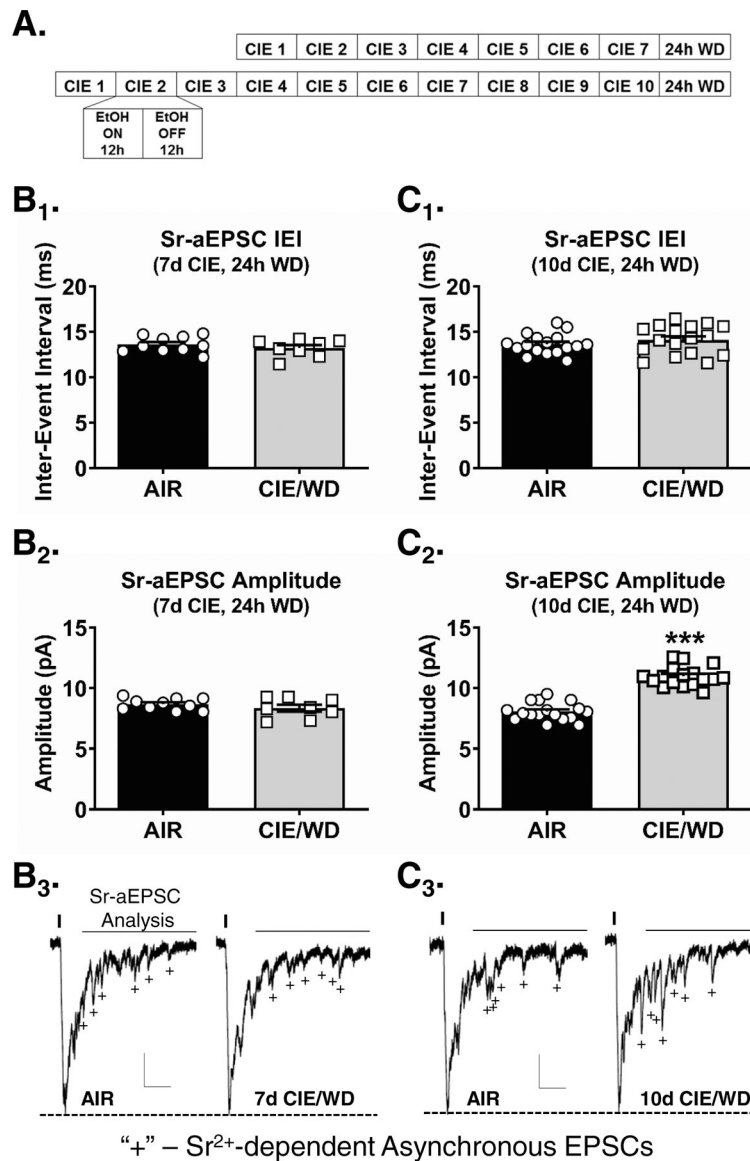 A.
CIE 1 CIE 2 CIE 3 CIE 4 CIE 5 CIE 6 CIE 7 24h WD
CIE 1 CIE 2 CIE 3 CIE 4 CIE 5 CIE 6 CIE 7 CIE 8 CIE 9 CIE 10 24h WD
EtOH EtOH
ON OFF
12h 12h
B1.
Sr-aEPSC IEI
(7d CIE, 24h WD)
Inter-Event Interval (ms)
20
15
10
5
0
AIR CIE/WD
C1.
Sr-aEPSC IEI
(10d CIE, 24h WD)
Inter-Event Interval (ms)
20
15
10
5
0
AIR CIE/WD
B2.
Sr-aEPSC Amplitude
(7d CIE, 24h WD)
Amplitude (pA)
15
10
5
0
AIR CIE/WD
C2.
Sr-aEPSC Amplitude
(10d CIE, 24h WD)
***
Amplitude (pA)
15
10
5
0
AIR CIE/WD
B3.
Sr-aEPSC
Analysis
+ + + + + +
AIR
+ + + + + +
7d CIE/WD
C3.
+ + + + +
AIR
+ + + + + + +
10d CIE/WD
“+” – Sr2+-dependent Asynchronous EPSCs